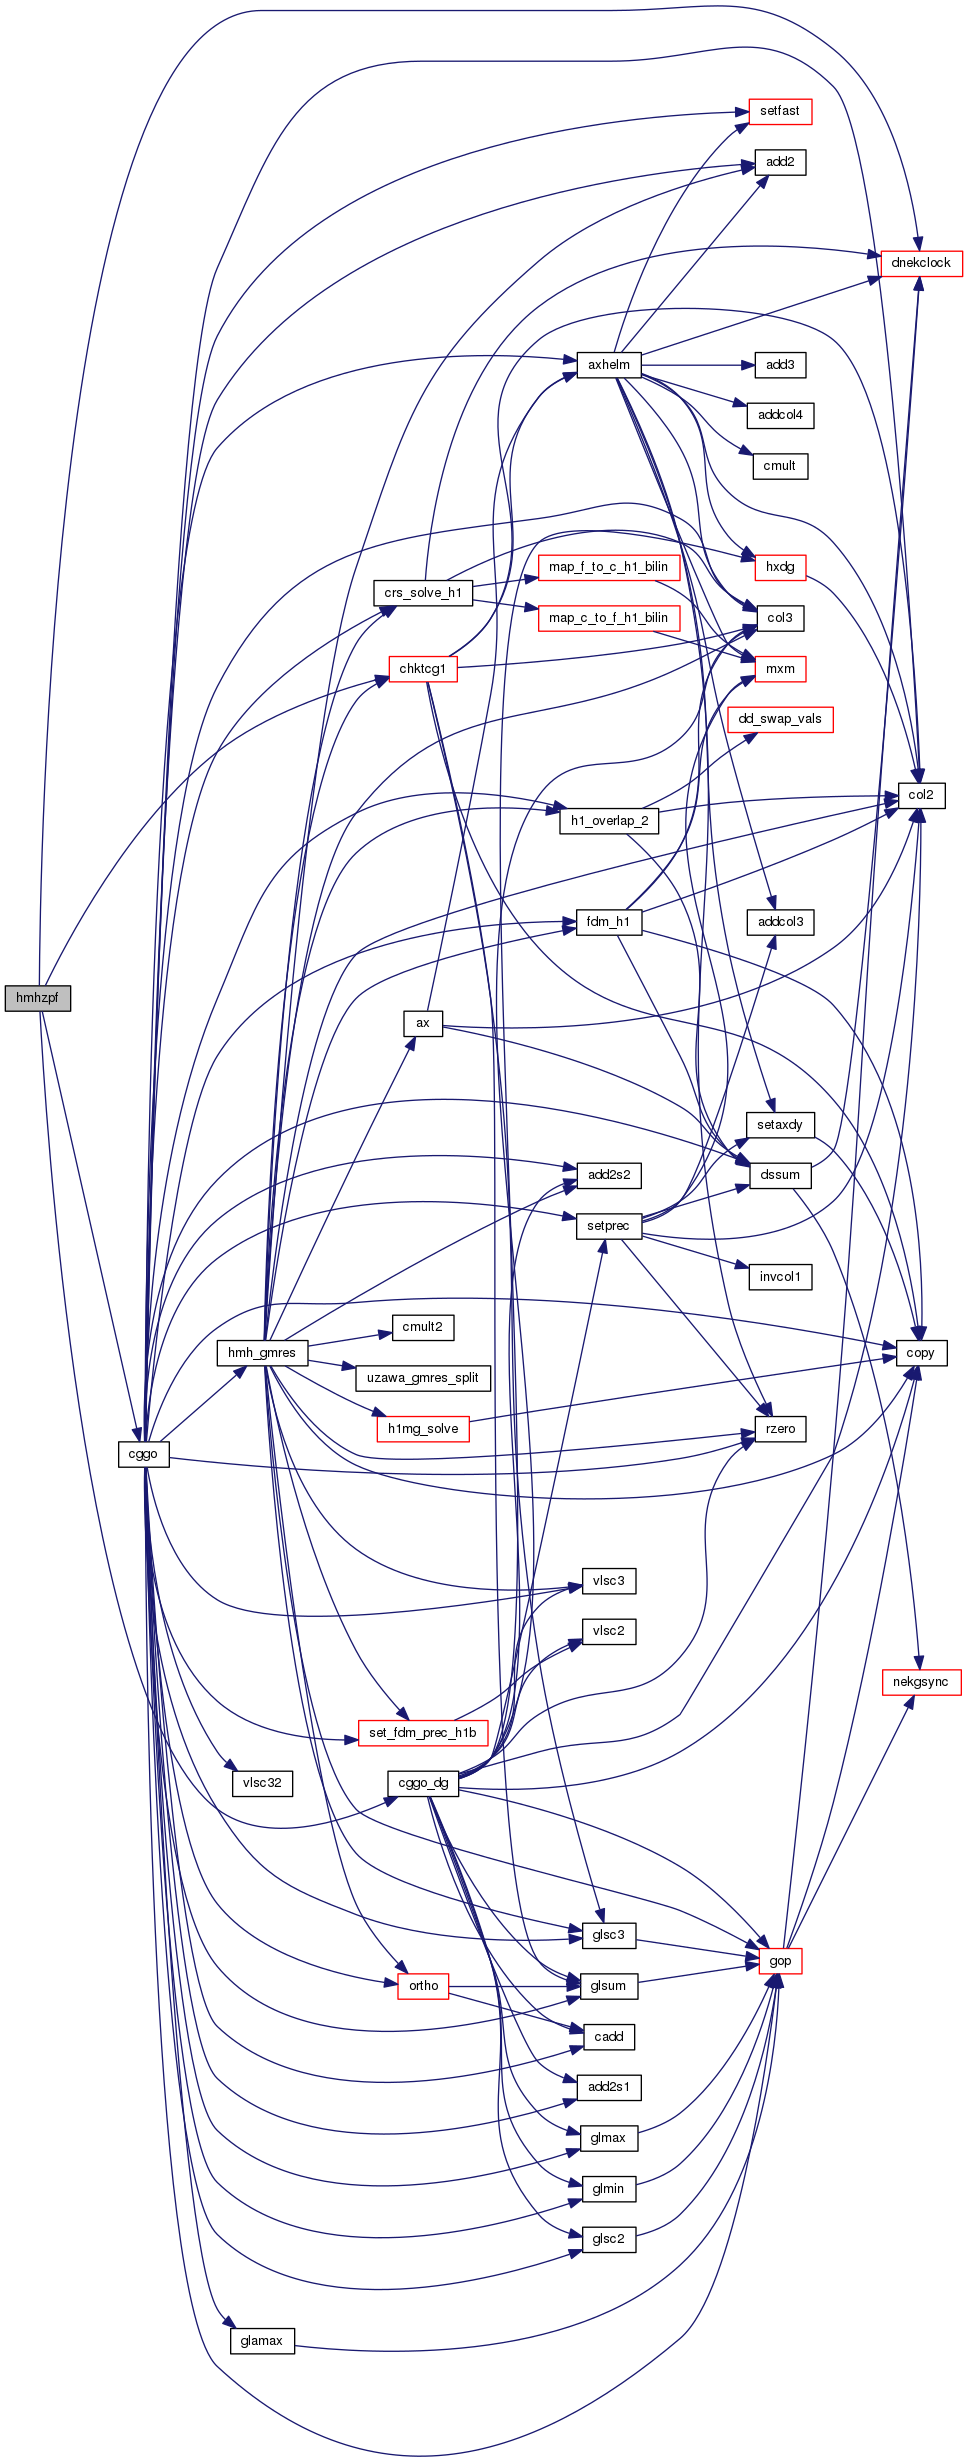 setfast
add2
dnekclock
axhelm
add3
addcol4
cmult
map_f_to_c_h1_bilin
hxdg
crs_solve_h1
map_c_to_f_h1_bilin
col3
chktcg1
mxm
dd_swap_vals
col2
h1_overlap_2
fdm_h1
addcol3
hmhzpf
ax
setaxdy
add2s2
dssum
setprec
invcol1
cmult2
hmh_gmres
copy
uzawa_gmres_split
h1mg_solve
rzero
cggo
vlsc3
vlsc2
nekgsync
set_fdm_prec_h1b
vlsc32
cggo_dg
glsc3
gop
ortho
glsum
cadd
add2s1
glmax
glmin
glsc2
glamax